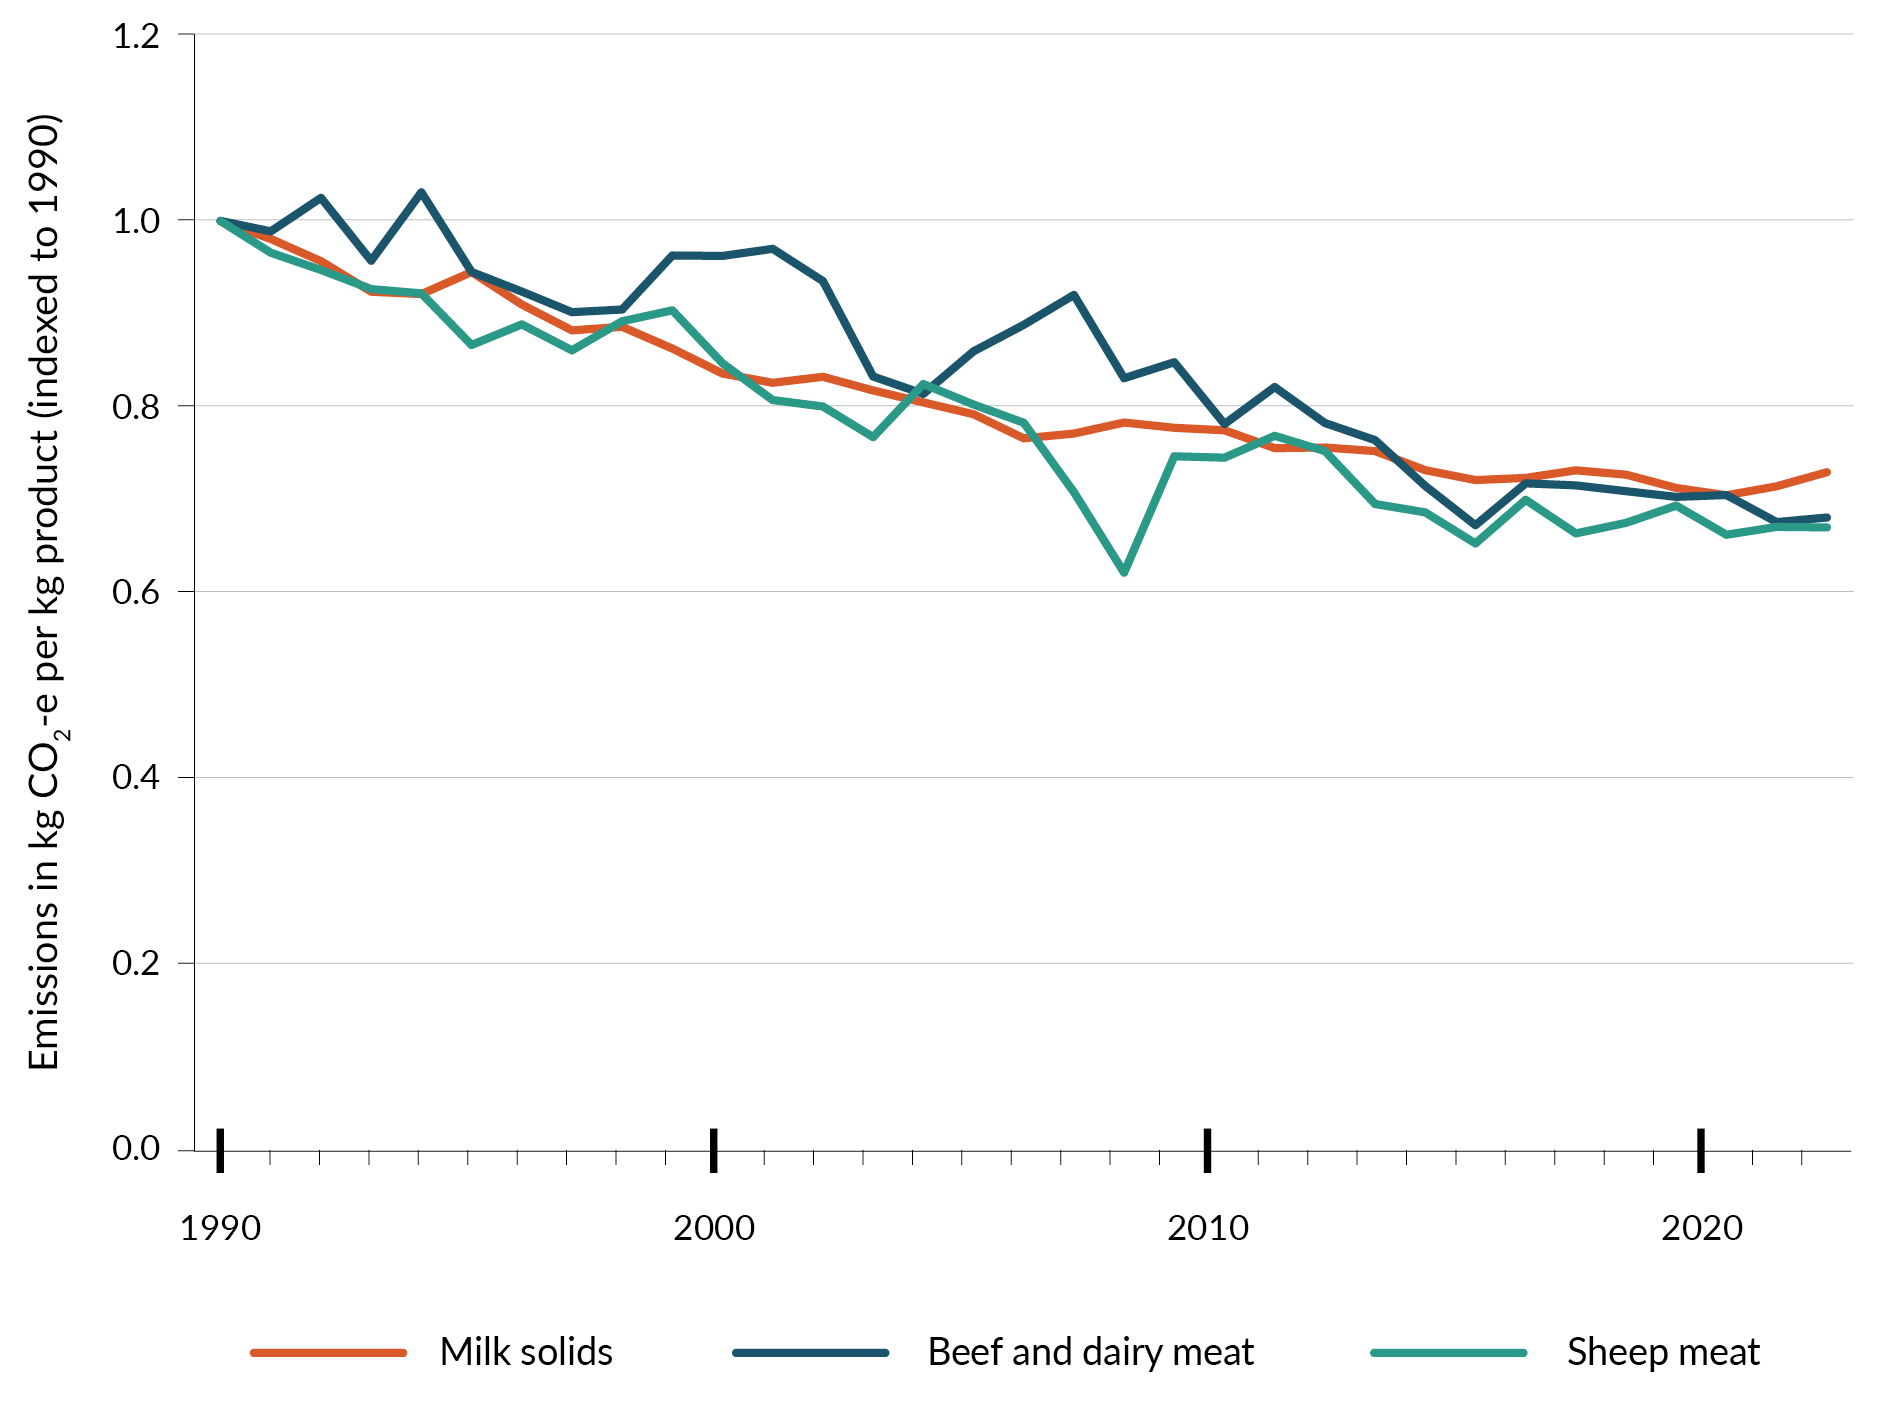 Emissions in kg CO₂-e per kg product (indexed to 1990)
1.2
1.0
0.8
0.6
0.4
0.2
0.0
1990 2000 2010 2020
Milk solids Beef and dairy meat Sheep meat